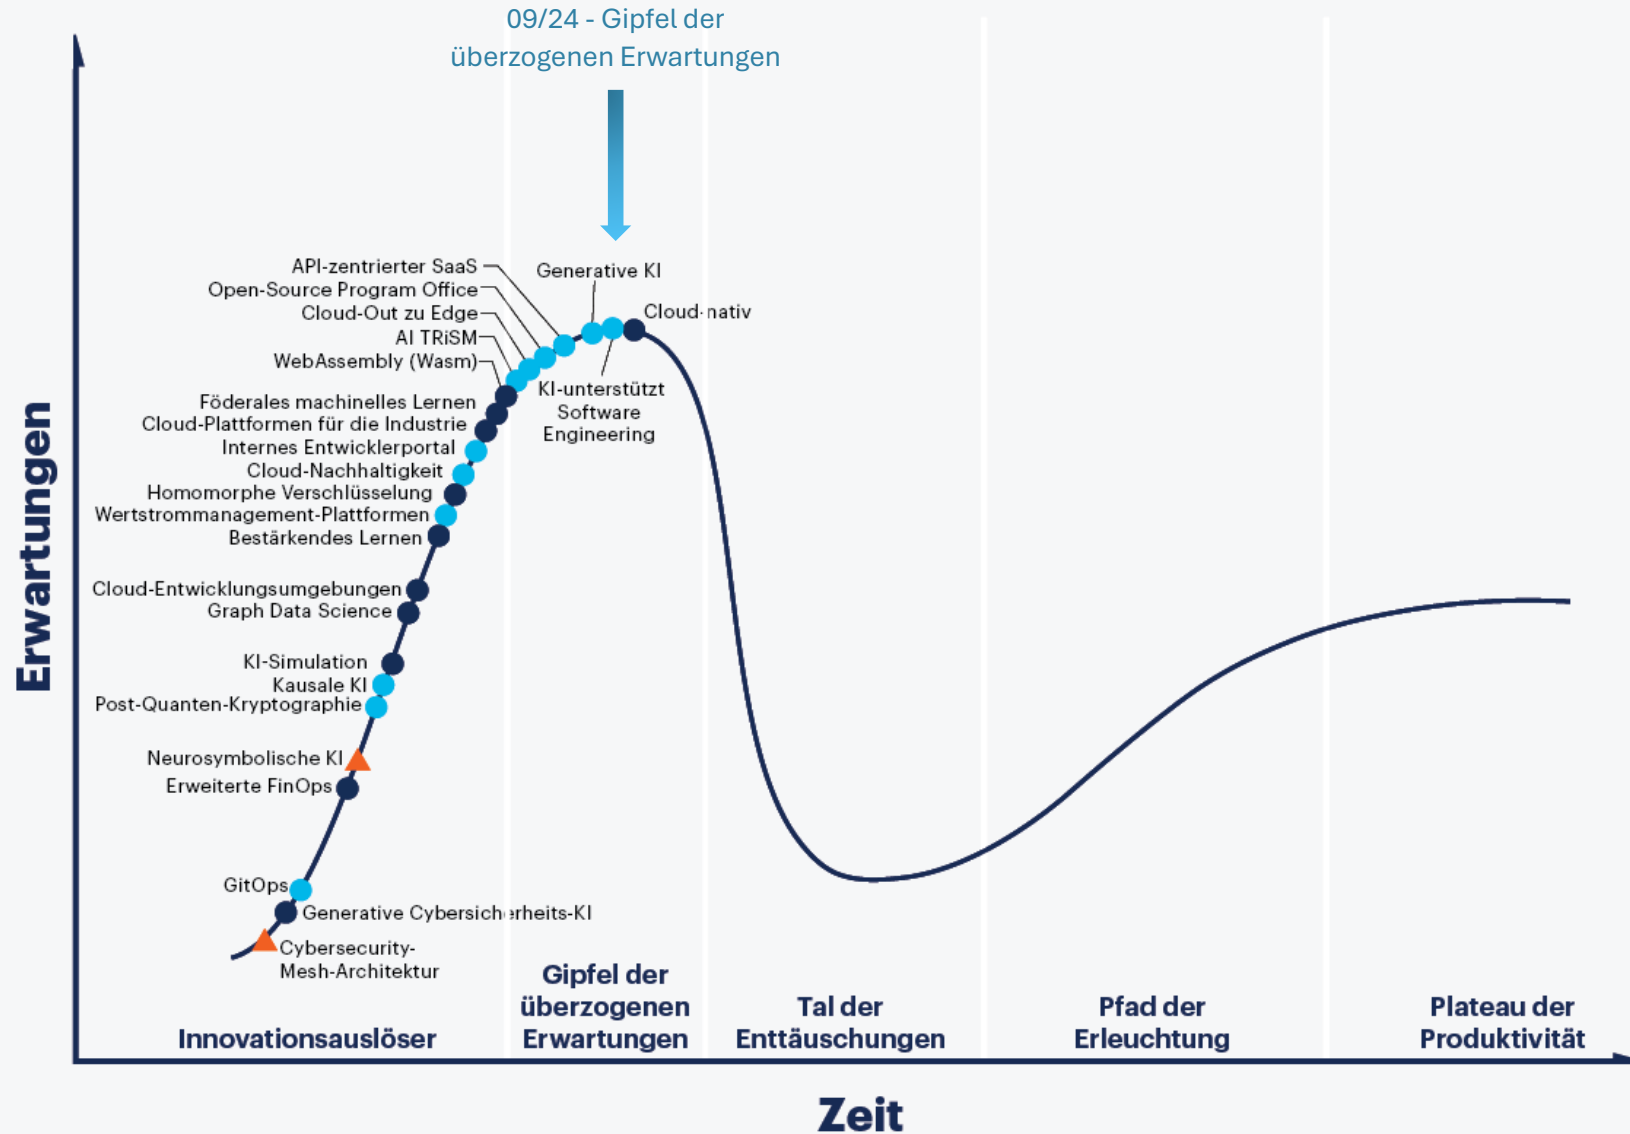 09/24 - Gipfel der
überzogenen Erwartungen
Erwartungen
API-zentrierter SaaS
Open-Source Program Office
Cloud-Out zu Edge
AI TRiSM
WebAssembly (Wasm)
Föderales machinelles Lernen
Cloud-Plattformen für die Industrie
Internes Entwicklerportal
Cloud-Nachhaltigkeit
Homomorphe Verschlüsselung
Wertstrommanagement-Plattformen
Bestärkendes Lernen
Cloud-Entwicklungsumgebungen
Graph Data Science
KI-Simulation
Kausale KI
Post-Quanten-Kryptographie
Neurosymbolische KI
Erweiterte FinOps
GitOps
Generative Cybersicherheits-KI
Cybersecurity-
Mesh-Architektur
Generative KI
Cloud-nativ
KI-unterstützt
Software
Engineering
Innovationsauslöser
Gipfel der
überzogenen
Erwartungen
Tal der
Enttäuschungen
Pfad der
Erleuchtung
Plateau der
Produktivität
Zeit